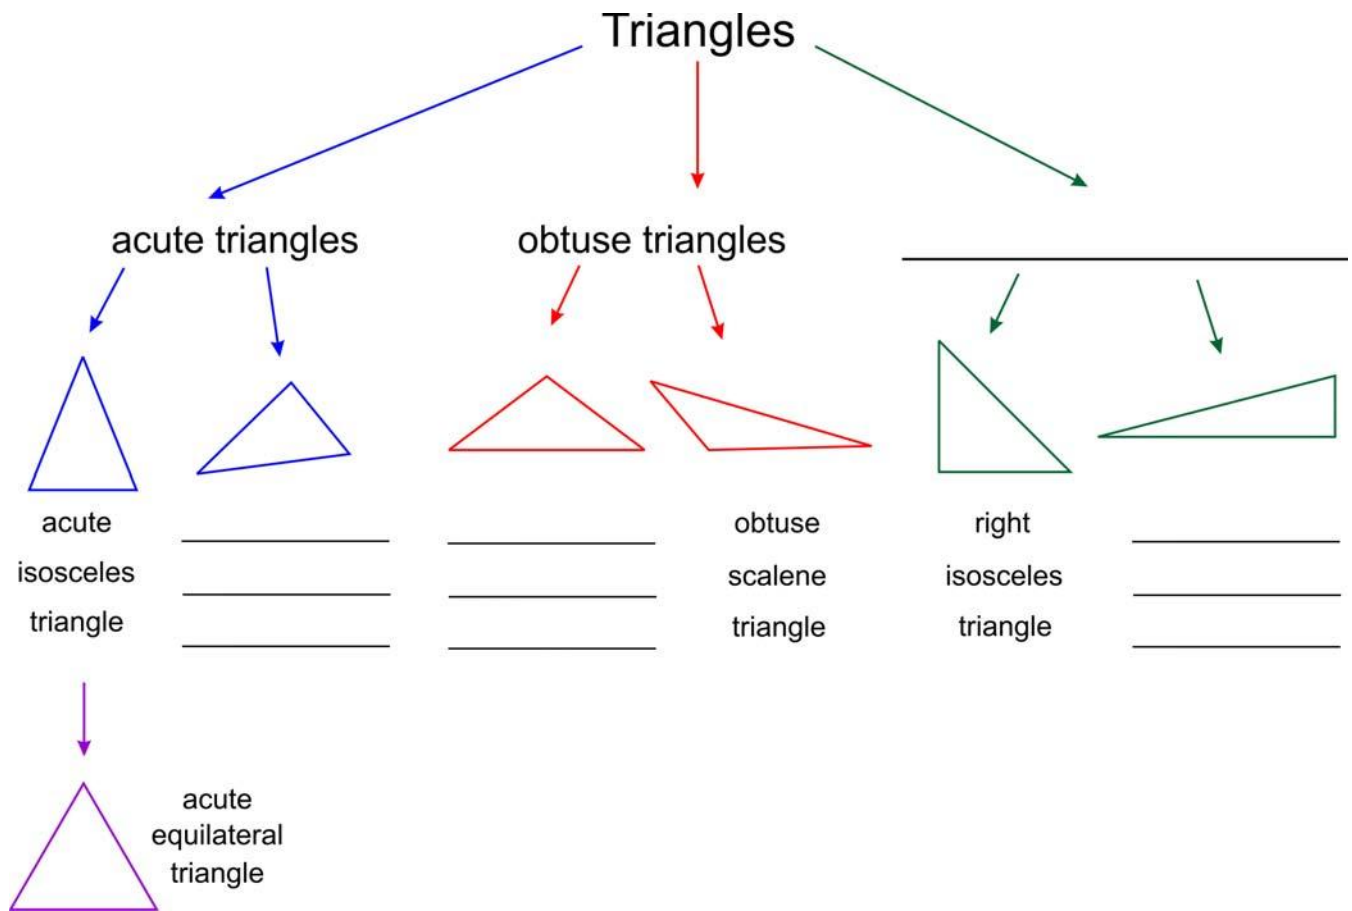 Triangles
acute triangles
obtuse triangles
acute
isosceles
triangle
obtuse
scalene
triangle
right
isosceles
triangle
acute
equilateral
triangle